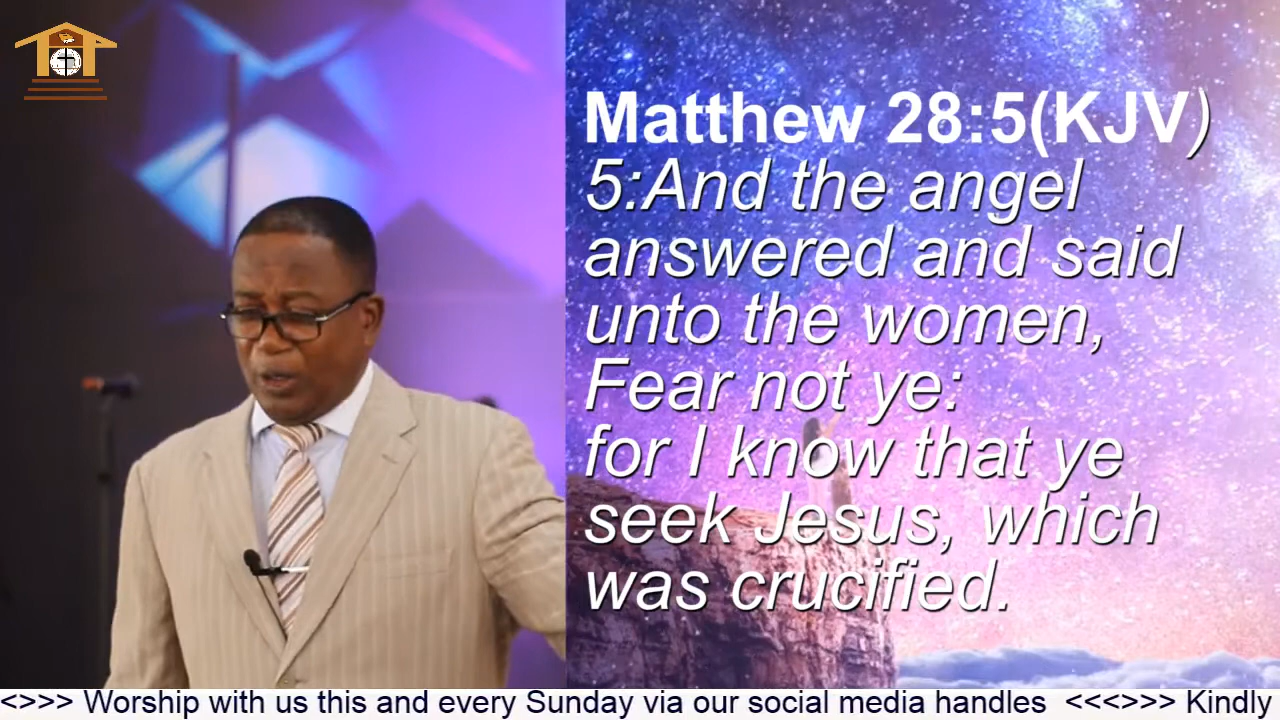 Matthew 28:5(KJV)
5:And the angel
answered and said
unto the women,
Fear not ye:
for I know that ye
seek Jesus, which
was crucified.
<>>> Worship with us this and every Sunday via our social media handles <<<>>> Kindly